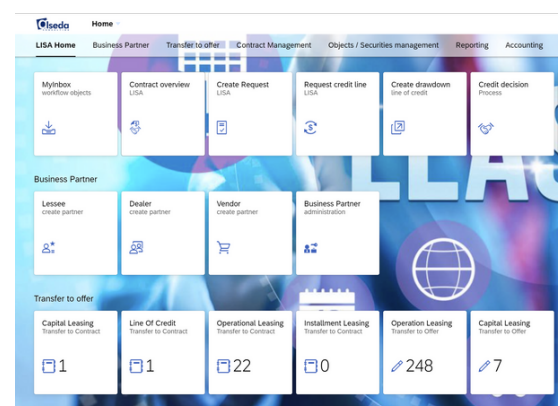 Olseda
Home
LISA Home Business Partner Transfer to offer Contract Management Objects / Securities management Reporting Accounting
MyInbox
workflow objects
Contract overview
LISA
Create Request
LISA
Request credit line
LISA
Create drawdown
line of credit
Credit decision
Process
Business Partner
Lessee
create partner
Dealer
create partner
Vendor
create partner
Business Partner
administration
Transfer to offer
Capital Leasing
Transfer to Contract
1
Line Of Credit
Transfer to Contract
1
Operational Leasing
Transfer to Contract
22
Installment Leasing
Transfer to Contract
0
Operation Leasing
Transfer to Offer
248
Capital Leasing
Transfer to Offer
7